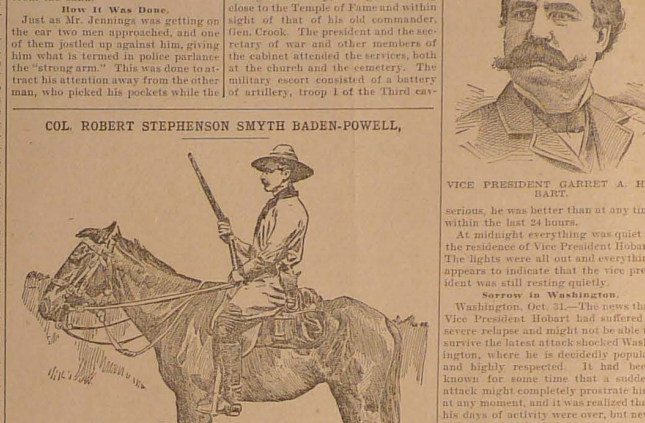 How It Was Done.
Just as Mr. Jennings was getting on
the car two men approached, and one
of them jostled up against him, giving
him what is termed in police parlance
the "strong arm." This was done to at-
tract his attention away from the other
man, who picked his pockets while the
close to the Temple of Fame and within
sight of that of his old commander,
Gen. Crook. The president and the sec-
retary of war and other members of
the cabinet attended the services, both
at the church and the cemetery. The
military escort consisted of a battery
of artillery, troop 1 of the Third cav-
COL. ROBERT STEPHENSON SMYTH BADEN-POWELL,
VICE PRESIDENT GARRET A. H
BART.
serious, he was better than at any tim
within the last 24 hours.
At midnight everything was quiet
the residence of Vice President Hobar
The lights were all out and everythin
appears to indicate that the vice pre
ident was still resting quietly.
Sorrow in Washington.
Washington, Oct. 31.—The news tha
Vice President Hobart had suffered
severe relapse and might not be able
survive the latest attack shocked Wash
ington, where he is decidedly popula
and highly respected. It had bee
known for some time that a sudde
attack might completely prostrate hi
at any moment, and it was realized tha
his days of activity were over, but ne